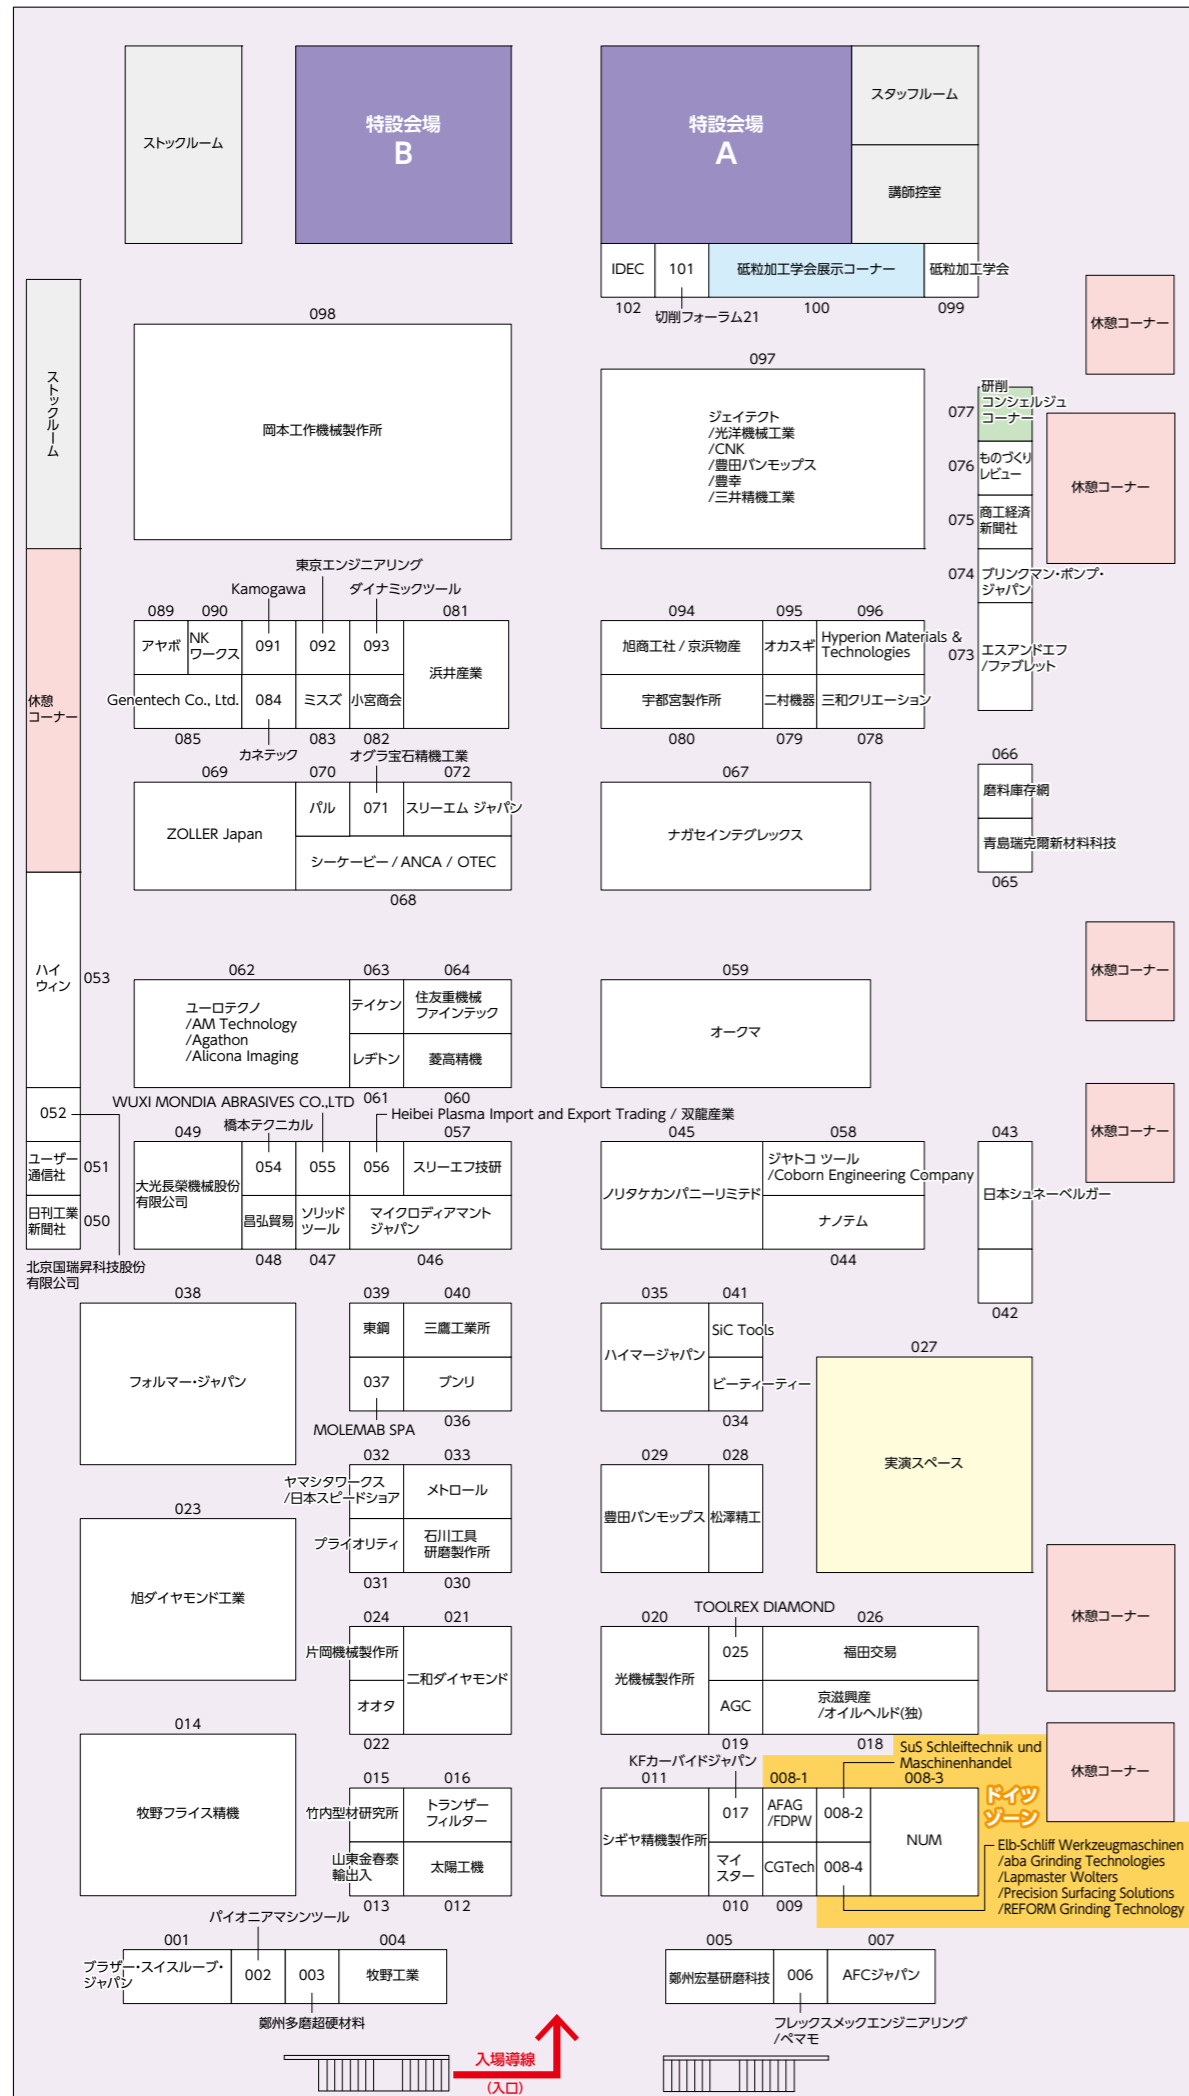 ストックルーム
特設会場
B
特設会場
A
スタッフルーム
講師控室
IDEC
101
砥粒加工学会展示コーナー
砥粒加工学会
102
切削フォーラム21
100
099
休憩コーナー
ストックルーム
098
岡本工作機械製作所
097
ジェイテクト
/光洋機械工業
/CNK
/豊田バンモップス
/豊幸
/三井精機工業
077
研削
コンシェルジュ
コーナー
076
ものづくり
レビュー
075
商工経済
新聞社
074
ブリンクマン・ポンプ・
ジャパン
073
エスアンドエフ
/ファブレット
休憩コーナー
休憩
コーナー
東京エンジニアリング
Kamogawa
ダイナミックツール
089
090
081
アヤボ
NK
ワークス
091
092
093
浜井産業
Genentech Co., Ltd.
084
ミスズ
小宮商会
085
カネテック
083
082
094
095
096
旭商工社 / 京浜物産
オカスギ
Hyperion Materials &
Technologies
宇都宮製作所
二村機器
三和クリエーション
080
079
078
オグラ宝石精機工業
069
070
072
ZOLLER Japan
パル
071
スリーエム ジャパン
シーケービー / ANCA / OTEC
068
067
ナガセインテグレックス
066
磨料庫存網
青島瑞克爾新材料科技
065
ハイ
ウィン
053
062
063
064
ユーロテクノ
/AM Technology
/Agathon
/Alicona Imaging
テイケン
住友重機械
ファインテック
レヂトン
菱高精機
061
060
059
オークマ
休憩コーナー
休憩コーナー
052
ユーザー
通信社
051
日刊工業
新聞社
050
北京国瑞昇科技股份
有限公司
WUXI MONDIA ABRASIVES CO.,LTD
橋本テクニカル
Heibei Plasma Import and Export Trading / 双龍産業
049
057
大光長榮機械股份
有限公司
054
055
056
スリーエフ技研
昌弘貿易
ソリッド
ツール
マイクロディアマント
ジャパン
048
047
046
045
058
ノリタケカンパニーリミテド
ジヤトコ ツール
/Coborn Engineering Company
ナノテム
044
043
日本シュネーベルガー
042
038
フォルマー・ジャパン
039
040
東鋼
三鷹工業所
037
ブンリ
MOLEMAB SPA
036
035
041
ハイマージャパン
SiC Tools
ビーティーティー
034
027
実演スペース
032
033
ヤマシタワークス
/日本スピードショア
メトロール
プライオリティ
石川工具
研磨製作所
031
030
029
028
豊田バンモップス
松澤精工
023
旭ダイヤモンド工業
024
021
片岡機械製作所
二和ダイヤモンド
オオタ
022
TOOLREX DIAMOND
020
026
光機械製作所
025
福田交易
AGC
京滋興産
/オイルヘルド(独)
019
018
休憩コーナー
休憩コーナー
014
牧野フライス精機
015
016
竹内型材研究所
トランザー
フィルター
山東金春泰
輸出入
太陽工機
013
012
KFカーバイドジャパン
SuS Schleiftechnik und
Maschinenhandel
011
008-1
008-3
シギヤ精機製作所
017
AFAG
/FDPW
008-2
NUM
ドイツ
ゾーン
マイ
スター
CGTech
008-4
010
009
Elb-Schliff Werkzeugmaschinen
/aba Grinding Technologies
/Lapmaster Wolters
/Precision Surfacing Solutions
/REFORM Grinding Technology
パイオニアマシンツール
001
004
ブラザー・スイスルーブ・
ジャパン
002
003
牧野工業
鄭州多磨超硬材料
005
007
鄭州宏基研磨科技
006
AFCジャパン
フレックスメックエンジニアリング
/ペマモ
入場導線
(入口)